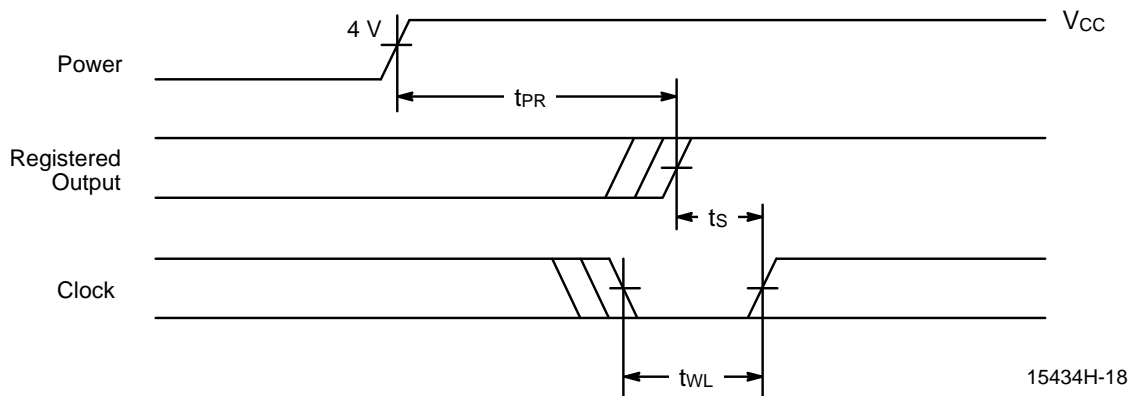 4 V
VCC
Power
tPR
Registered
Output
tS
Clock
tWL
15434H-18